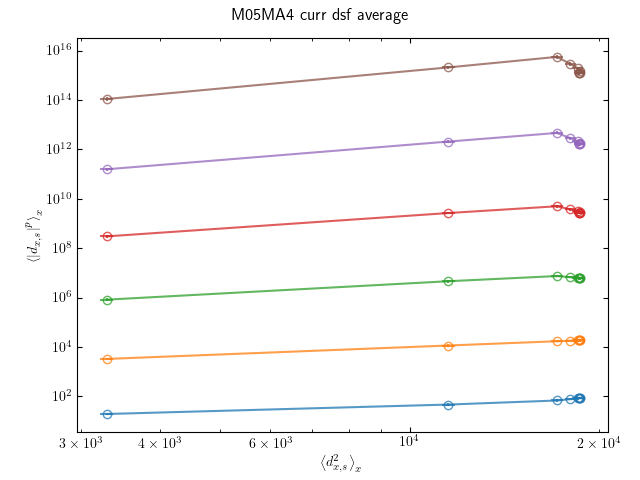 M05MA4 curr dsf average
10^16
10^14
10^12
10^10
10^8
10^6
10^4
10^2
⟨|d_{x,s}|^p⟩_x
3 × 10^3
4 × 10^3
6 × 10^3
10^4
2 × 10^4
⟨d^2_{x,s}⟩_x